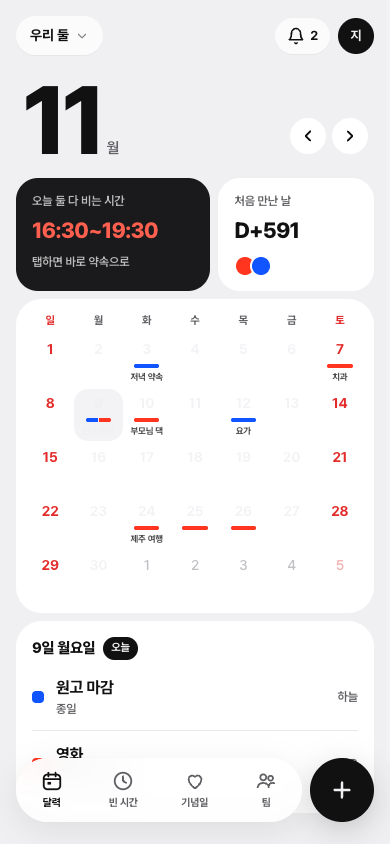 우리 둘
2
지
11월
오늘 둘 다 비는 시간
16:30~19:30
탭하면 바로 약속으로
처음 만난 날
D+591
일 월 화 수 목 금 토
1 2 3 4 5 6 7
저녁 약속 치과
8 10 11 12 13 14
부모님 댁 요가
15 16 17 18 19 20 21
22 23 24 25 26 27 28
제주 여행
29 30 1 2 3 4 5
9일 월요일 오늘
원고 마감
종일
하늘
영화
달력 빈 시간 기념일 팀